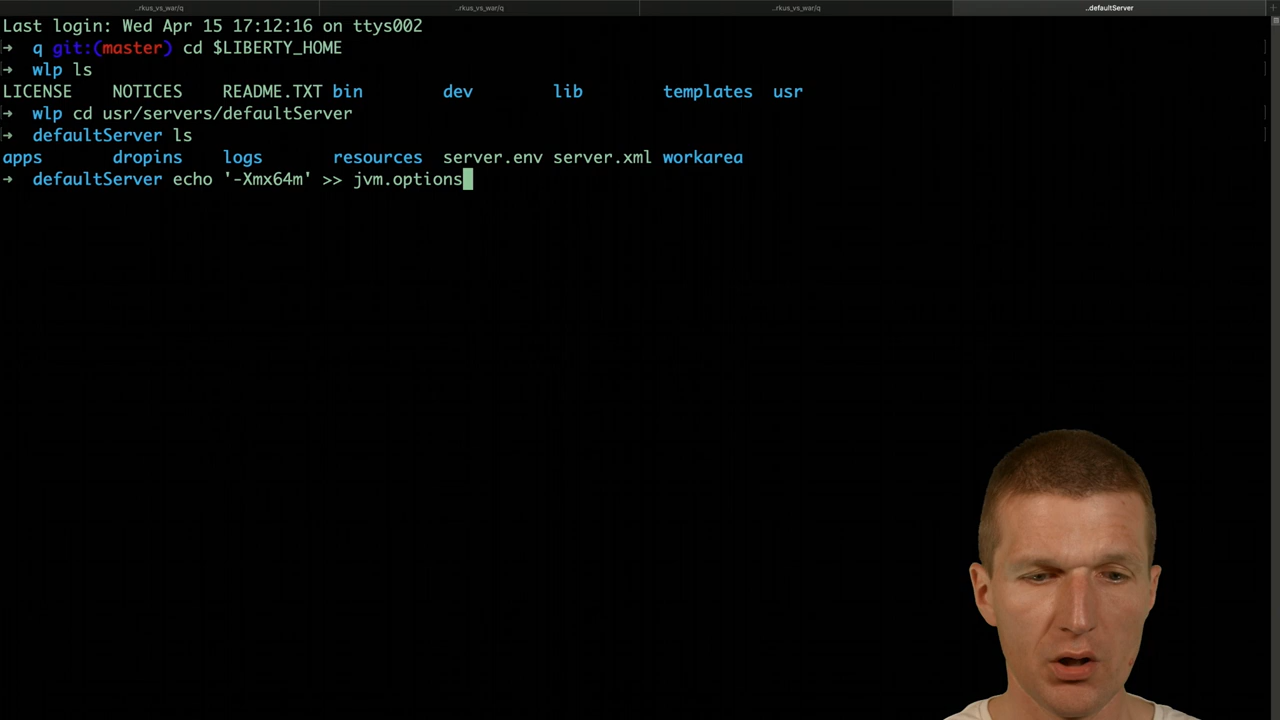 ..rkus_vs_war/q ..rkus_vs_war/q ..rkus_vs_war/q ..defaultServer
Last login: Wed Apr 15 17:12:16 on ttys002
➜ q git:(master) cd $LIBERTY_HOME
➜ wlp ls
LICENSE NOTICES README.TXT bin dev lib templates usr
➜ wlp cd usr/servers/defaultServer
➜ defaultServer ls
apps dropins logs resources server.env server.xml workarea
➜ defaultServer echo '-Xmx64m' >> jvm.options